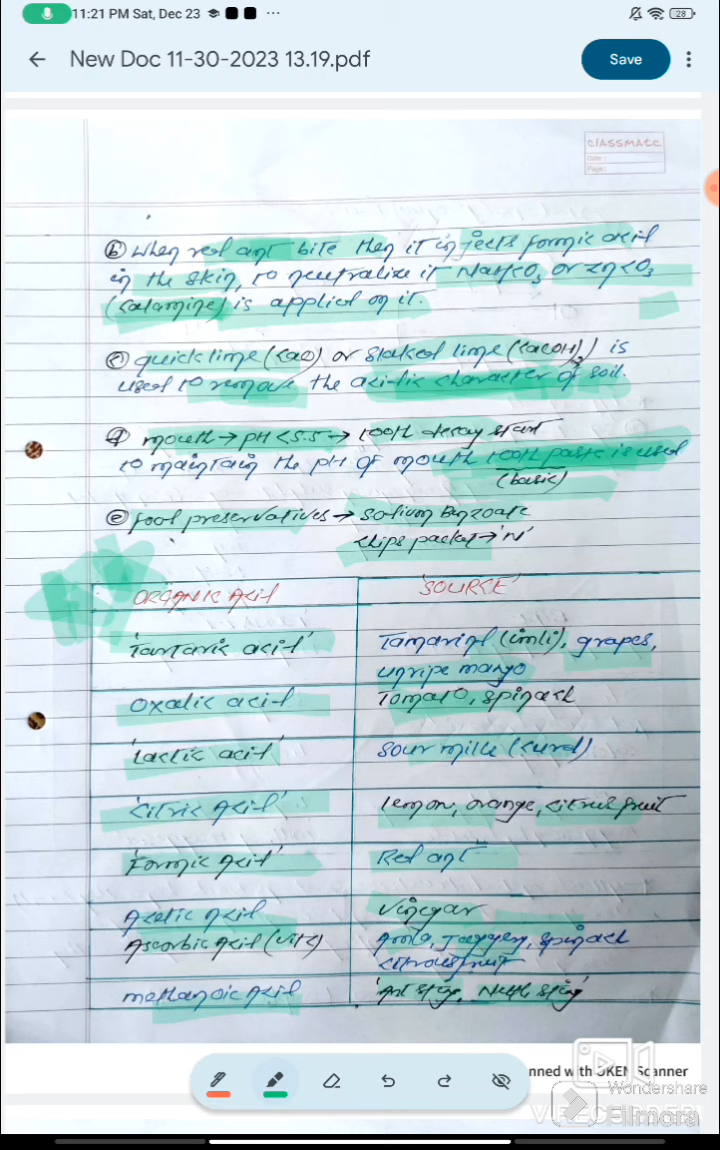 11:21 PM Sat, Dec 23
28
New Doc 11-30-2023 13.19.pdf
Save
classmate
Date :
Page :
(b) When red ant bite then it injects formic acid
in the skin, to neutralise it NaHCO3 or ZnCO3
(calamine) is applied on it.
(c) quick lime (CaO) or slaked lime (Ca(OH)2) is
used to remove the acidic character of soil.
(d) mouth → pH < 5.5 → tooth decay start
to maintain the pH of mouth tooth paste is used
(basic)
(e) food preservatives → Sodium Benzoate
chips packet → 'N'
ORGANIC ACID 'SOURCE'
'Tartaric acid' Tamarind (imli), grapes,
unripe mango
Oxalic acid Tomato, spinach
'Lactic acid' Sour milk (curd)
'Citric Acid' lemon, orange, citrus fruit
'Formic Acid' Red ant
Acetic Acid Vinegar
Ascorbic Acid (vit C) Amla, Jaggery, spinach
citrous fruit
methanoic Acid 'Ant sting, Nettle sting'
nned with OKEN Scanner
Wondershare
Filmora